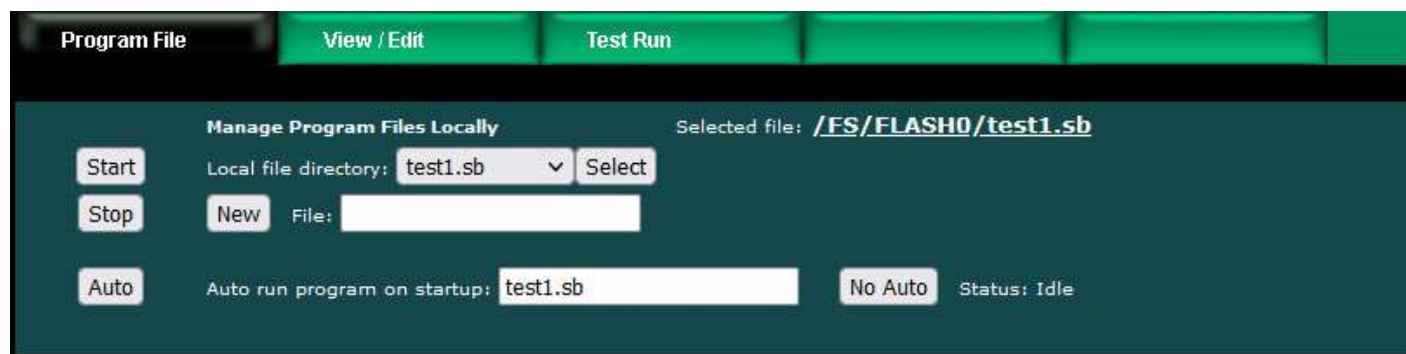 Program File View / Edit Test Run
Manage Program Files Locally Selected file: /FS/FLASH0/test1.sb
Start Local file directory: test1.sb Select
Stop New File:
Auto Auto run program on startup: test1.sb No Auto Status: Idle